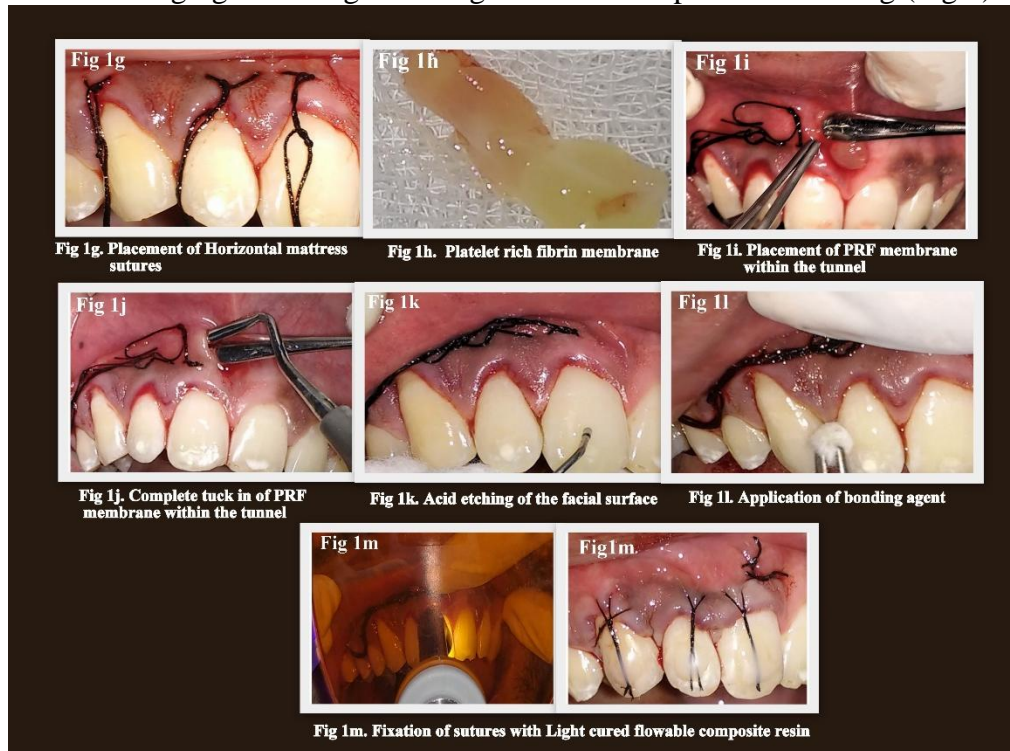 Fig 1g
Fig 1h
Fig 1i
Fig 1g. Placement of Horizontal mattress
sutures
Fig 1h. Platelet rich fibrin membrane
Fig 1i. Placement of PRF membrane
within the tunnel
Fig 1j
Fig 1k
Fig 1l
Fig 1j. Complete tuck in of PRF
membrane within the tunnel
Fig 1k. Acid etching of the facial surface
Fig 1l. Application of bonding agent
Fig 1m
Fig1m
Fig 1m. Fixation of sutures with Light cured flowable composite resin